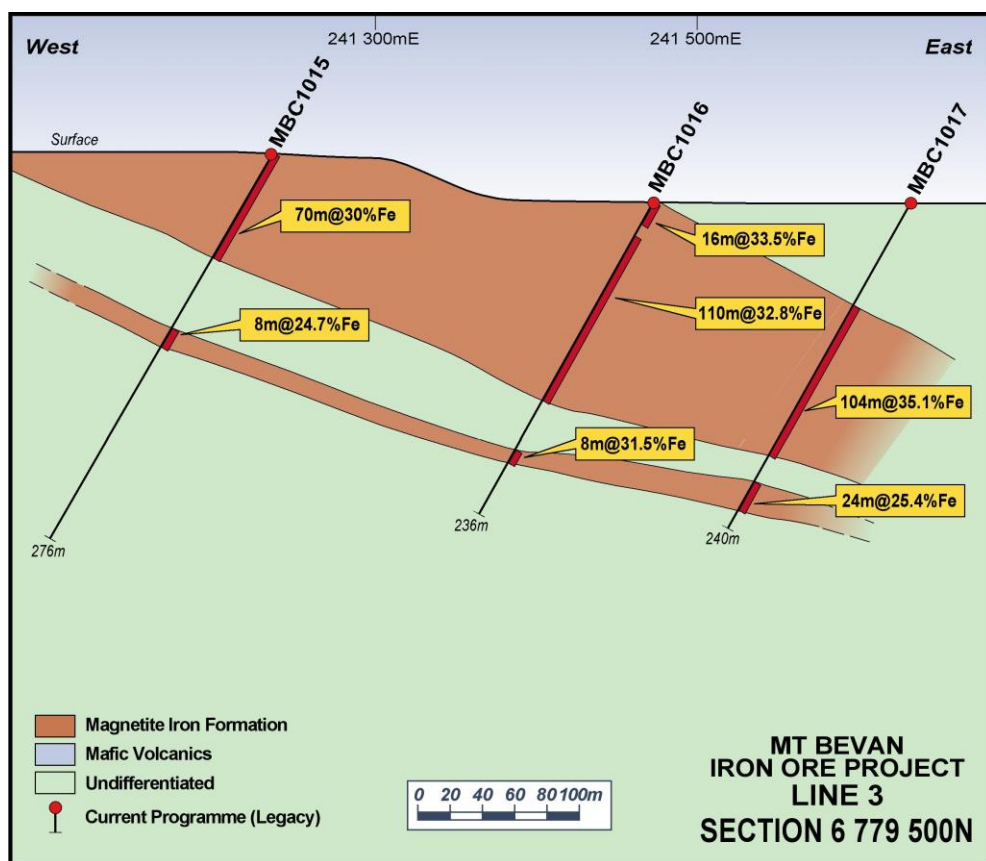 241 300mE
241 500mE
West
East
MBC1015
MBC1016
MBC1017
Surface
70m@30%Fe
16m@33.5%Fe
110m@32.8%Fe
8m@24.7%Fe
104m@35.1%Fe
8m@31.5%Fe
24m@25.4%Fe
276m
236m
240m
Magnetite Iron Formation
Mafic Volcanics
Undifferentiated
Current Programme (Legacy)
0 20 40 60 80 100m
MT BEVAN
IRON ORE PROJECT
LINE 3
SECTION 6 779 500N